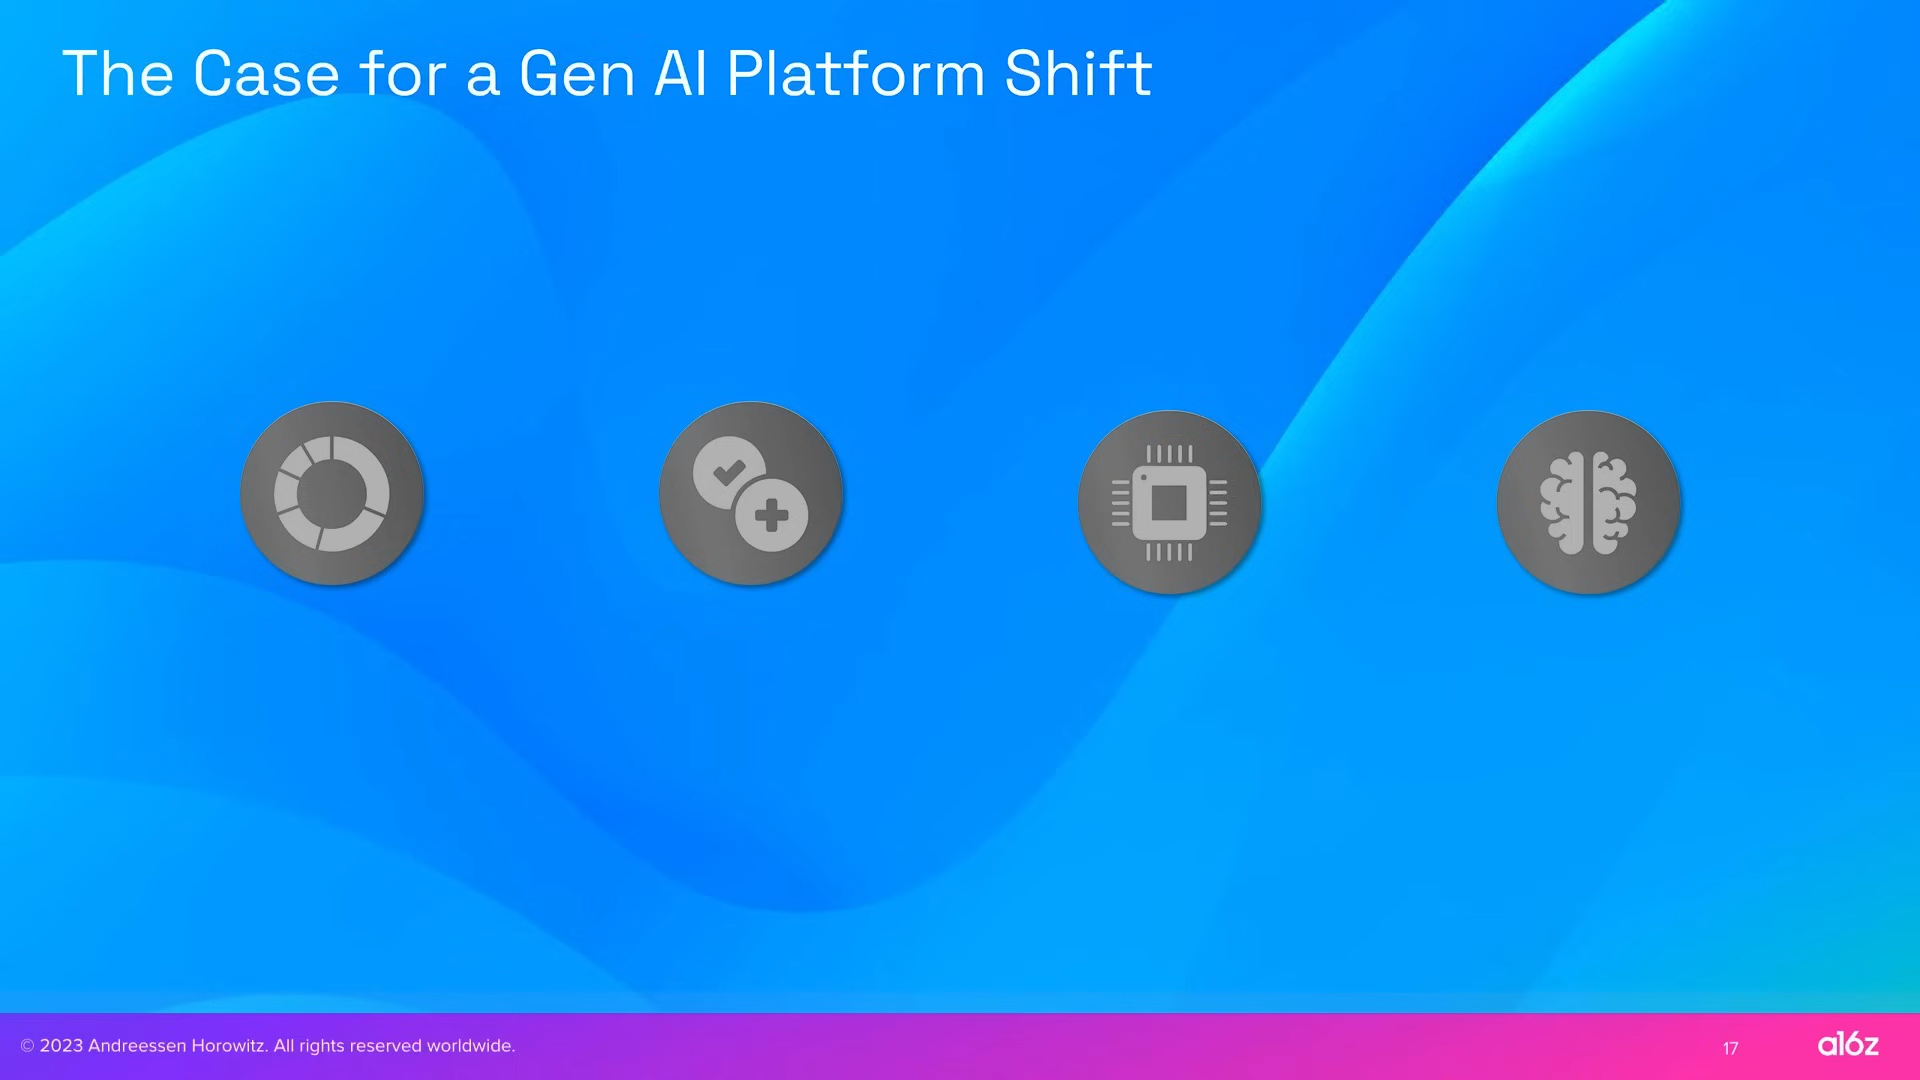 The Case for a Gen AI Platform Shift
© 2023 Andreessen Horowitz. All rights reserved worldwide.
17
a16z